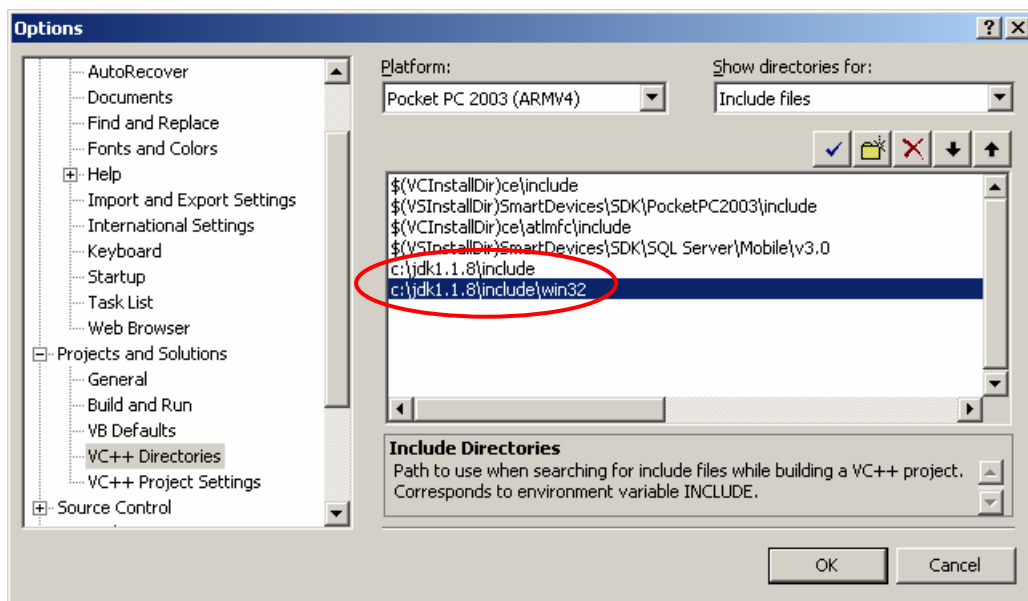 Options
AutoRecover
Documents
Find and Replace
Fonts and Colors
Help
Import and Export Settings
International Settings
Keyboard
Startup
Task List
Web Browser
Projects and Solutions
General
Build and Run
VB Defaults
VC++ Directories
VC++ Project Settings
Source Control
Platform:
Pocket PC 2003 (ARMV4)
Show directories for:
Include files
$(VCInstallDir)ce\include
$(VSInstallDir)SmartDevices\SDK\PocketPC2003\include
$(VCInstallDir)ce\atlmfc\include
$(VSInstallDir)SmartDevices\SDK\SQL Server\Mobile\v3.0
c:\jdk1.1.8\include
c:\jdk1.1.8\include\win32
Include Directories
Path to use when searching for include files while building a VC++ project.
Corresponds to environment variable INCLUDE.
OK
Cancel